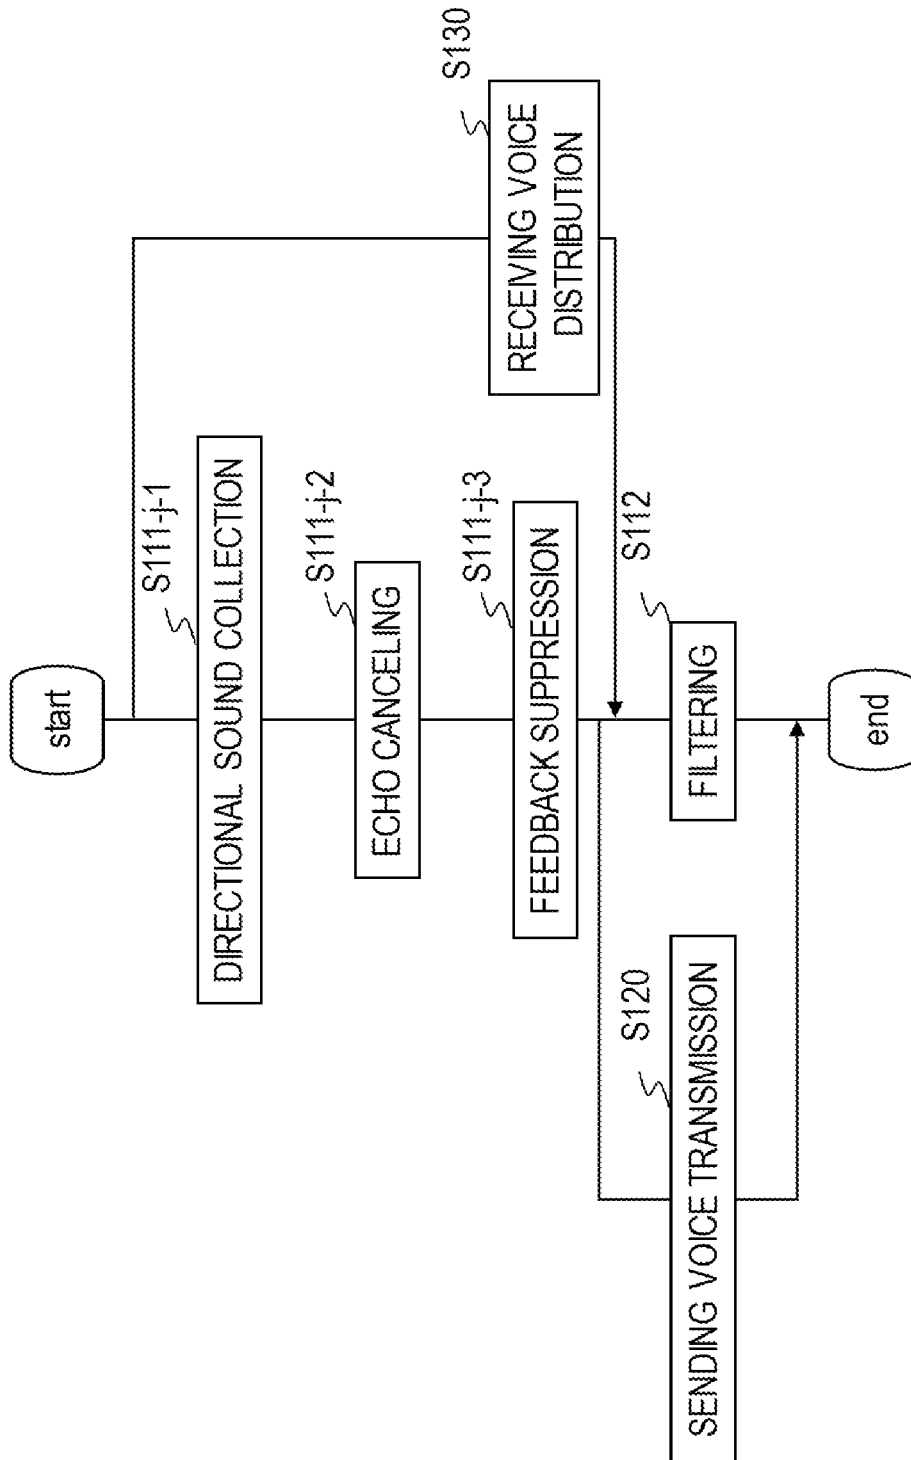 start
S111-j-1
DIRECTIONAL SOUND COLLECTION
S111-j-2
ECHO CANCELING
S111-j-3
FEEDBACK SUPPRESSION
S130
RECEIVING VOICE
DISTRIBUTION
S112
FILTERING
S120
SENDING VOICE TRANSMISSION
end